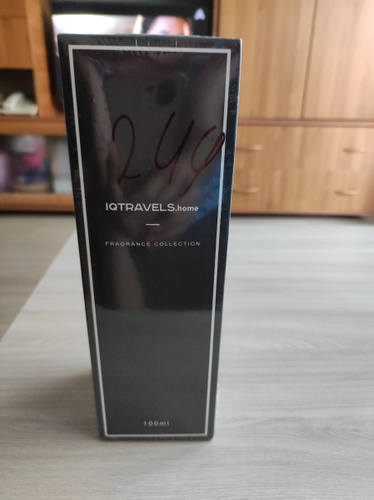 249
IQTRAVELS.home
FRAGRANCE COLLECTION
100ml